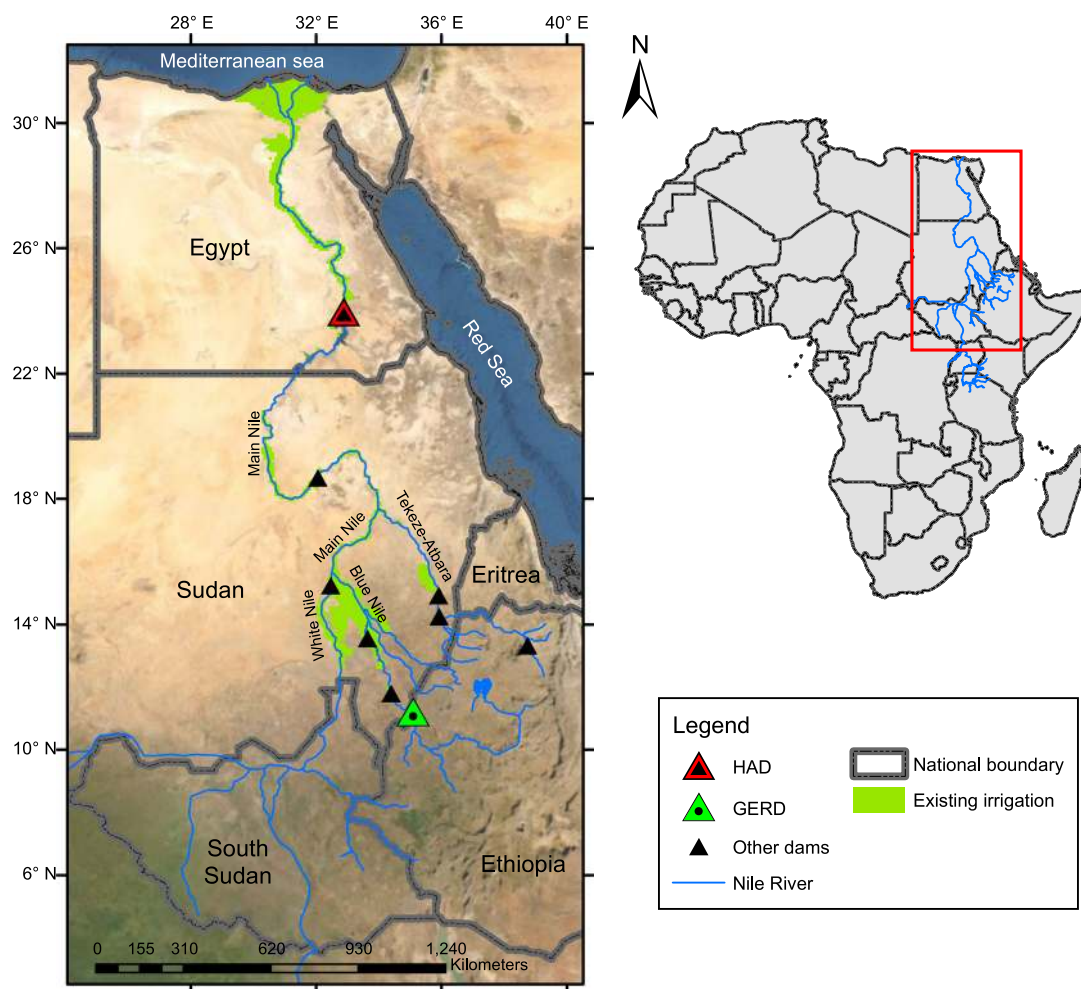 28° E
32° E
36° E
40° E
30° N
26° N
22° N
18° N
14° N
10° N
6° N
Mediterranean sea
Egypt
Red Sea
Main Nile
Tekeze-Atbara
Main Nile
Blue Nile
White Nile
Sudan
Eritrea
South
Sudan
Ethiopia
0 155 310 620 930 1,240
Kilometers
N
Legend
HAD
GERD
Other dams
Nile River
National boundary
Existing irrigation